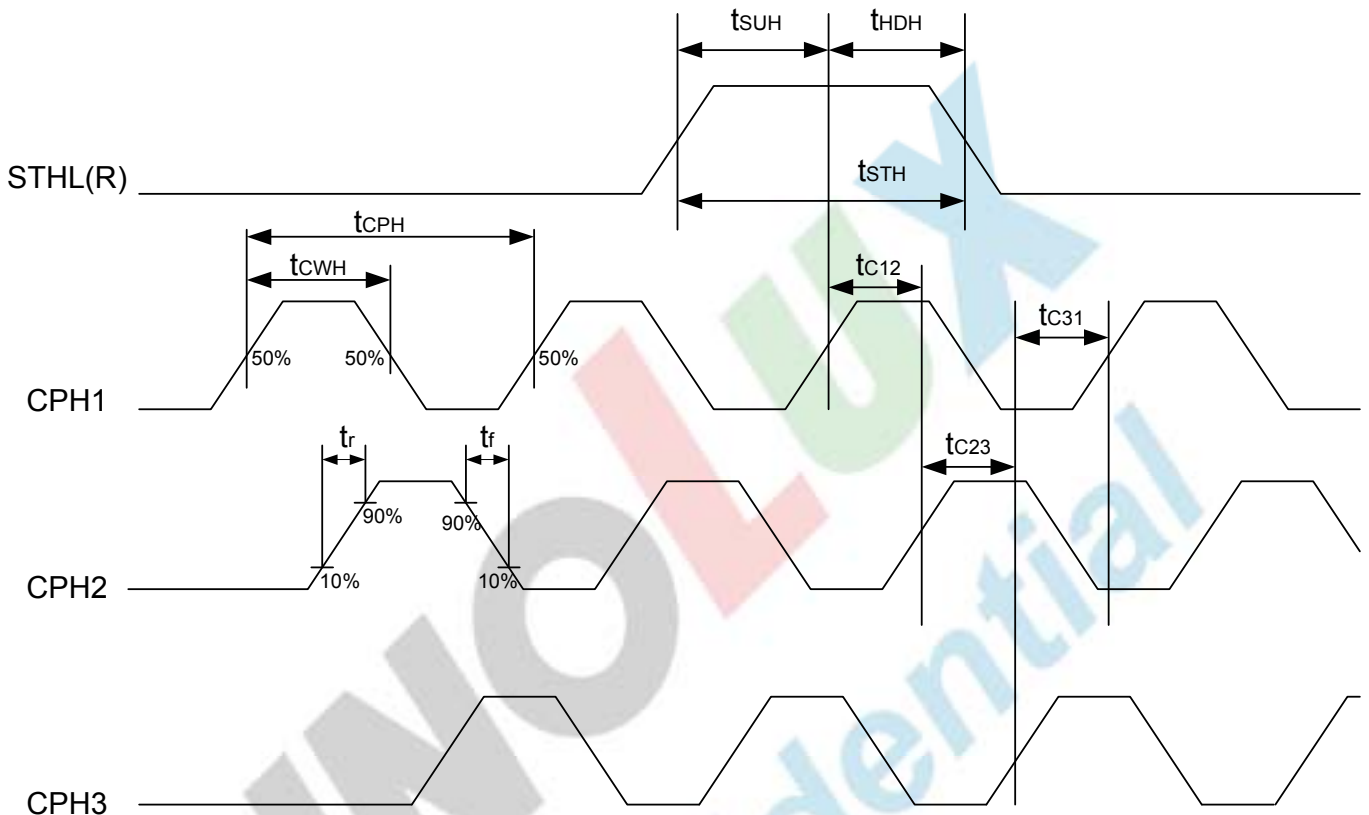 tSUH
tHDH
STHL(R)
tSTH
tCPH
tCWH
tC12
tC31
50%
50%
50%
CPH1
tr
tf
tC23
90%
90%
10%
10%
CPH2
CPH3
INNOLUX
dential